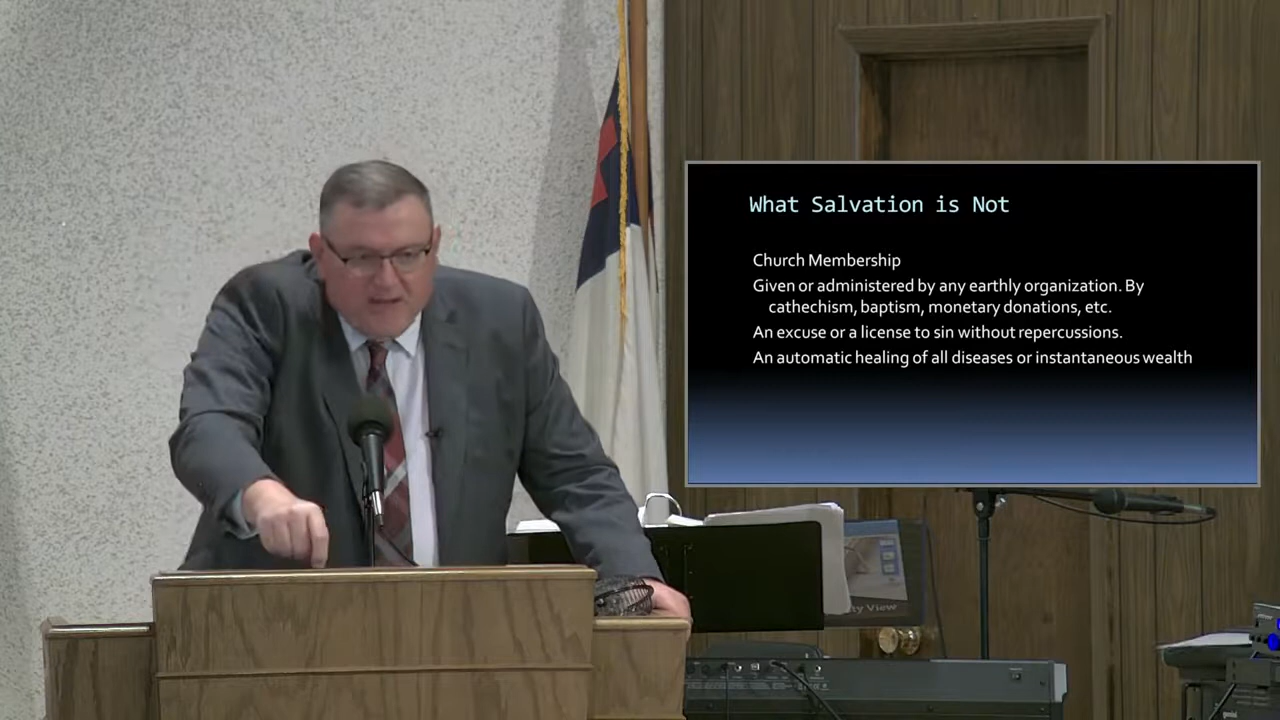 What Salvation is Not
Church Membership
Given or administered by any earthly organization. By
cathechism, baptism, monetary donations, etc.
An excuse or a license to sin without repercussions.
An automatic healing of all diseases or instantaneous wealth
View